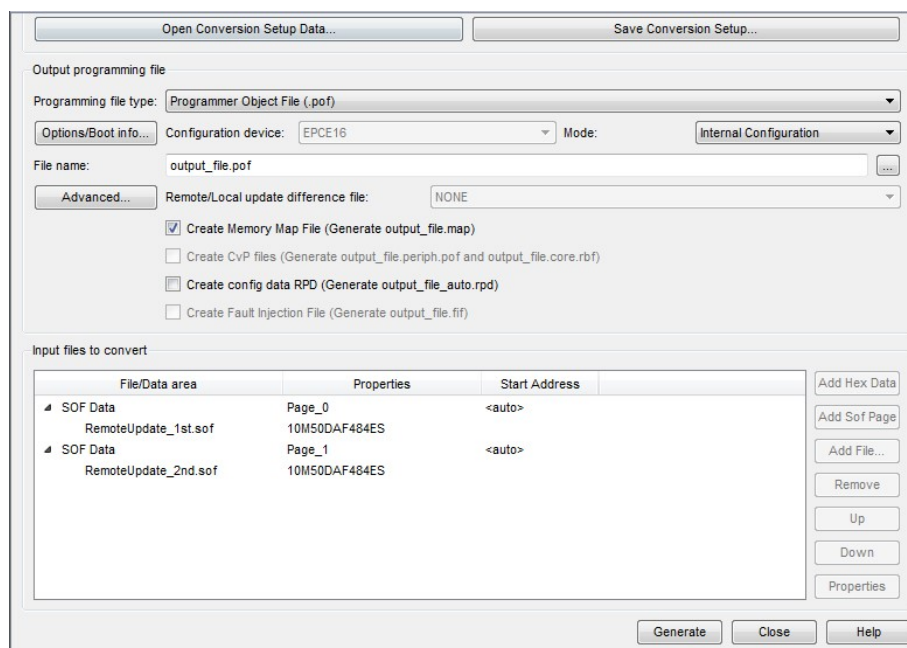 Open Conversion Setup Data... Save Conversion Setup...
Output programming file
Programming file type: Programmer Object File (.pof)
Options/Boot info... Configuration device: EPCE16 Mode: Internal Configuration
File name: output_file.pof ...
Advanced... Remote/Local update difference file: NONE
Create Memory Map File (Generate output_file.map)
Create CvP files (Generate output_file.periph.pof and output_file.core.rbf)
Create config data RPD (Generate output_file_auto.rpd)
Create Fault Injection File (Generate output_file.fif)
Input files to convert
File/Data area Properties Start Address Add Hex Data
SOF Data Page_0 <auto> Add Sof Page
RemoteUpdate_1st.sof 10M50DAF484ES
SOF Data Page_1 <auto> Add File...
RemoteUpdate_2nd.sof 10M50DAF484ES
Remove
Up
Down
Properties
Generate Close Help